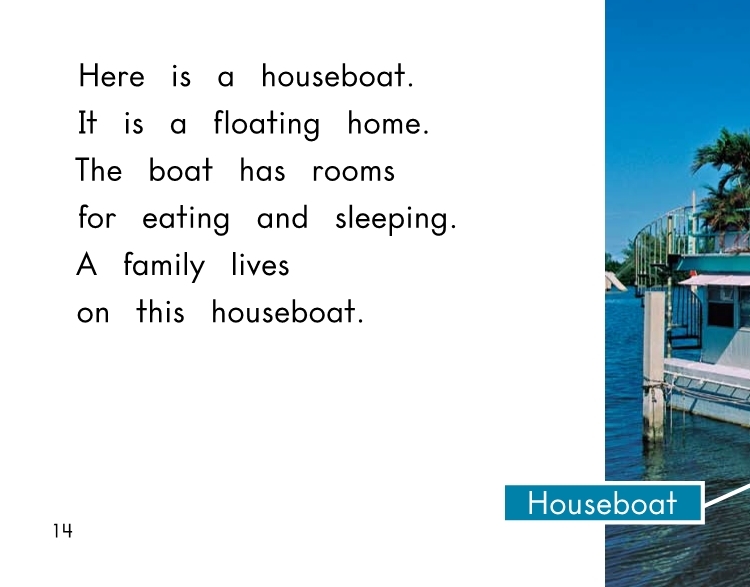 Here is a houseboat.
It is a floating home.
The boat has rooms
for eating and sleeping.
A family lives
on this houseboat.
Houseboat
14